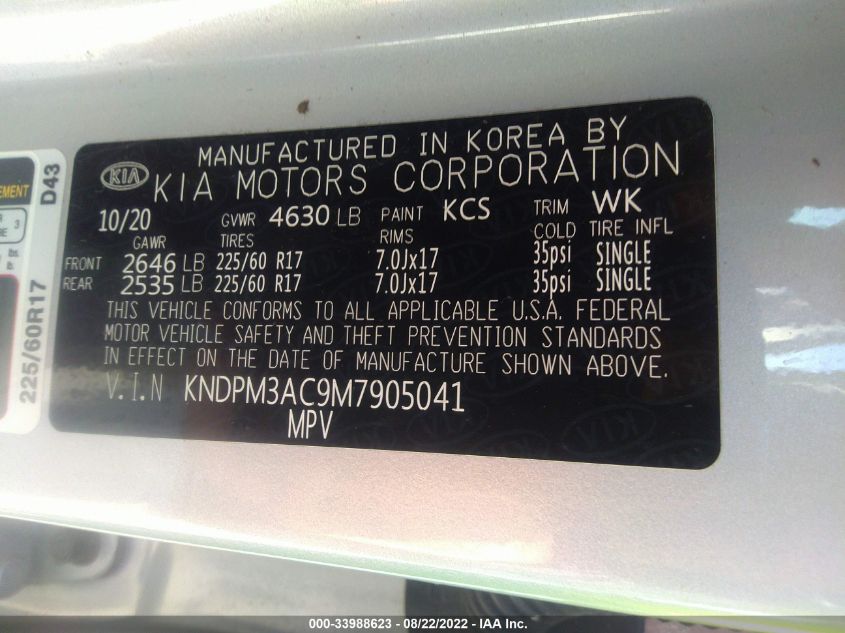 MANUFACTURED IN KOREA BY
KIA KIA MOTORS CORPORATION
10/20 GVWR 4630 LB PAINT KCS TRIM WK
GAWR TIRES RIMS COLD TIRE INFL
FRONT 2646 LB 225/60 R17 7.0Jx17 35psi SINGLE
REAR 2535 LB 225/60 R17 7.0Jx17 35psi SINGLE
THIS VEHICLE CONFORMS TO ALL APPLICABLE U.S.A. FEDERAL
MOTOR VEHICLE SAFETY AND THEFT PREVENTION STANDARDS
IN EFFECT ON THE DATE OF MANUFACTURE SHOWN ABOVE.
V.I.N KNDPM3AC9M7905041
MPV
D43
225/60R17
3
000-33988623 - 08/22/2022 - IAA Inc.